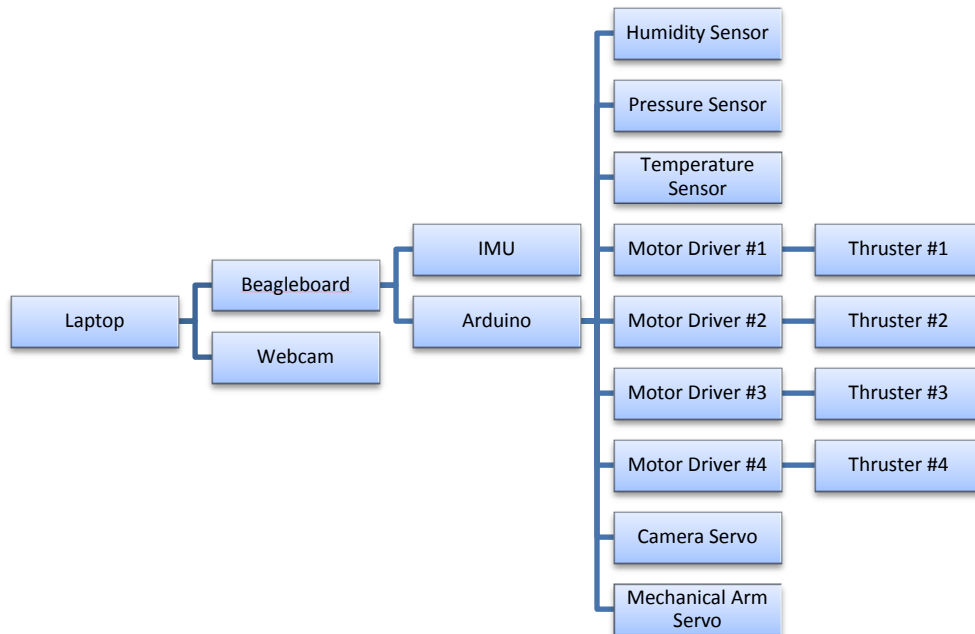 Humidity Sensor
Pressure Sensor
Temperature
Sensor
IMU
Motor Driver #1
Thruster #1
Beagleboard
Laptop
Arduino
Motor Driver #2
Thruster #2
Webcam
Motor Driver #3
Thruster #3
Motor Driver #4
Thruster #4
Camera Servo
Mechanical Arm
Servo